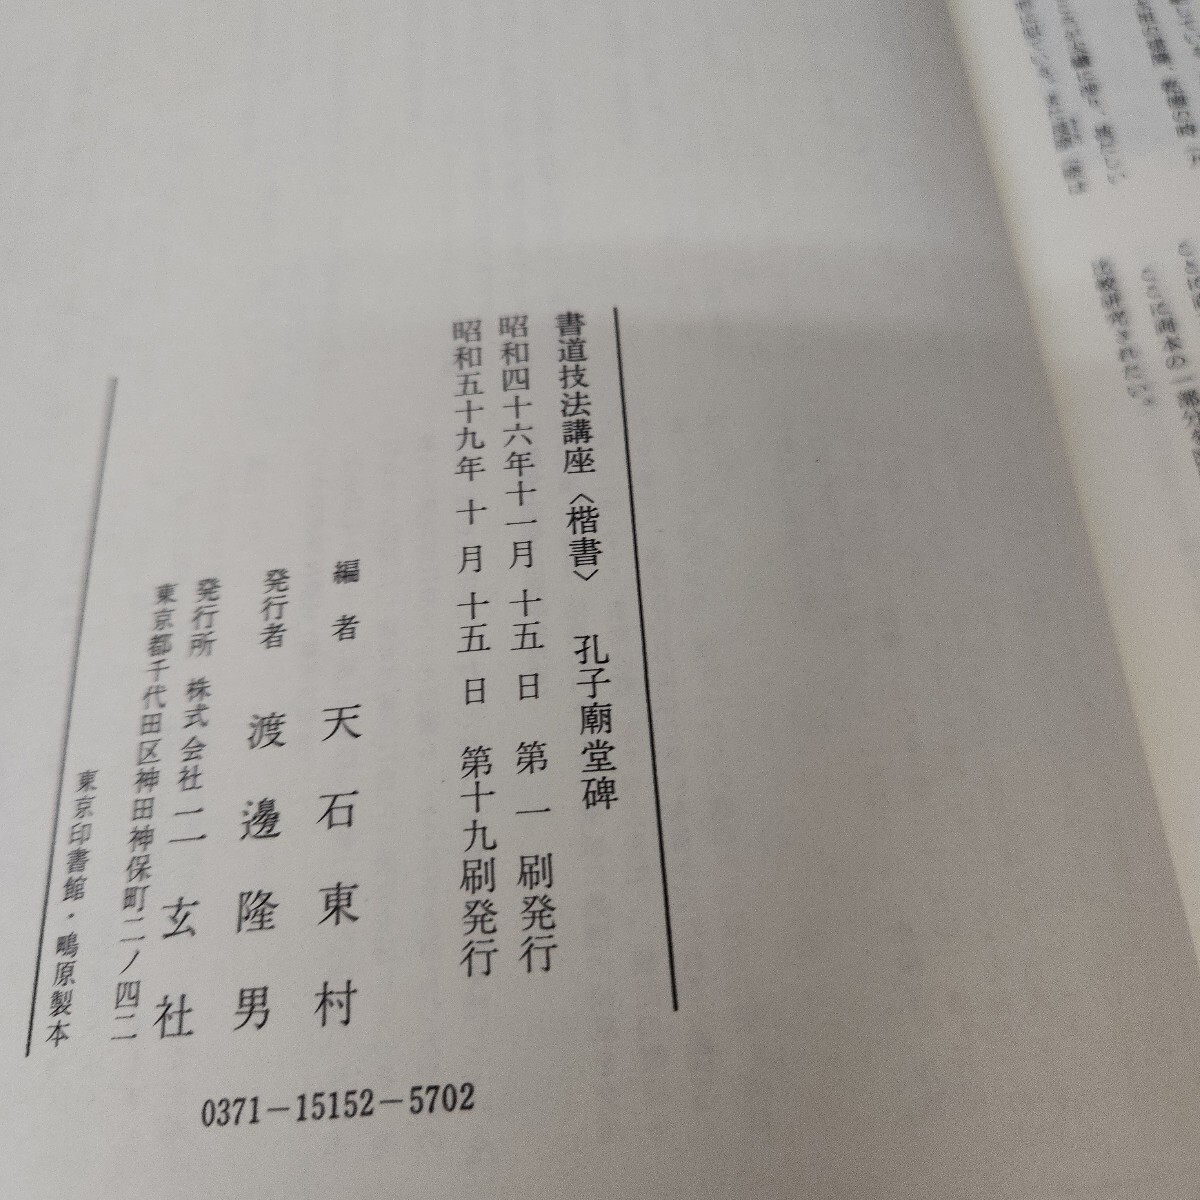 書道技法講座〈楷書〉 孔子廟堂碑
昭和四十六年十一月十五日 第一刷発行
昭和五十九年十月十五日 第十九刷発行
編者 天石東村
発行者 渡邊隆男
発行所 株式会社二玄社
東京都千代田区神田神保町二ノ四二
東京印書館・鴫原製本
0371-15152-5702